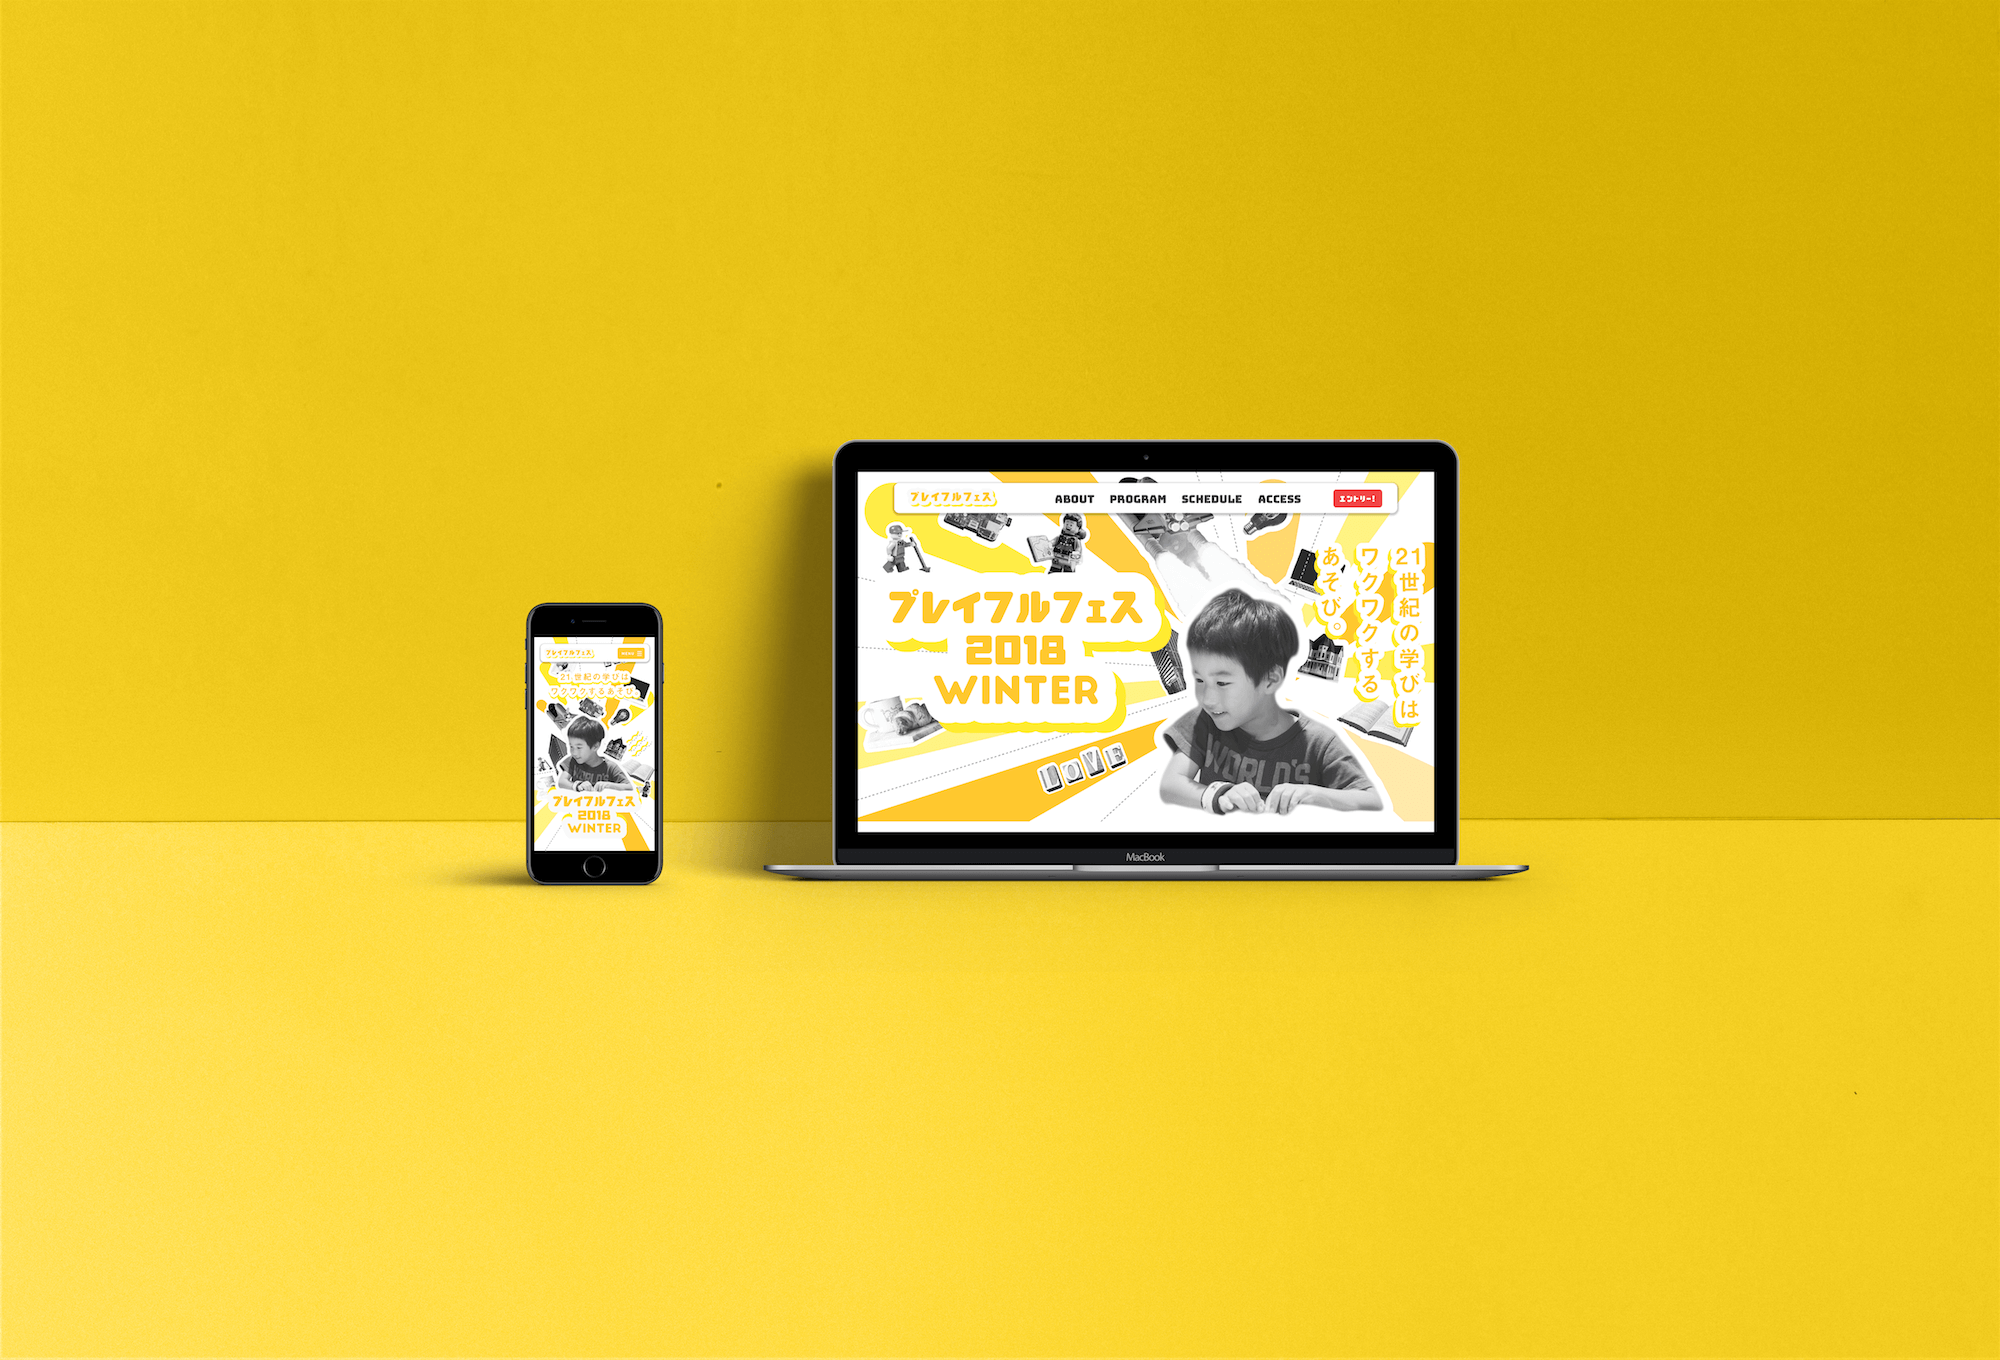 プレイフルフェス
MENU
21世紀の学びは
ワクワクするあそび。
WORLD'S
プレイフルフェス
2018
WINTER
プレイフルフェス
ABOUT
PROGRAM
SCHEDULE
ACCESS
エントリー!
21世紀の学びは
ワクワクする
あそび。
プレイフルフェス
2018
WINTER
LOVE
WORLD'S
MacBook